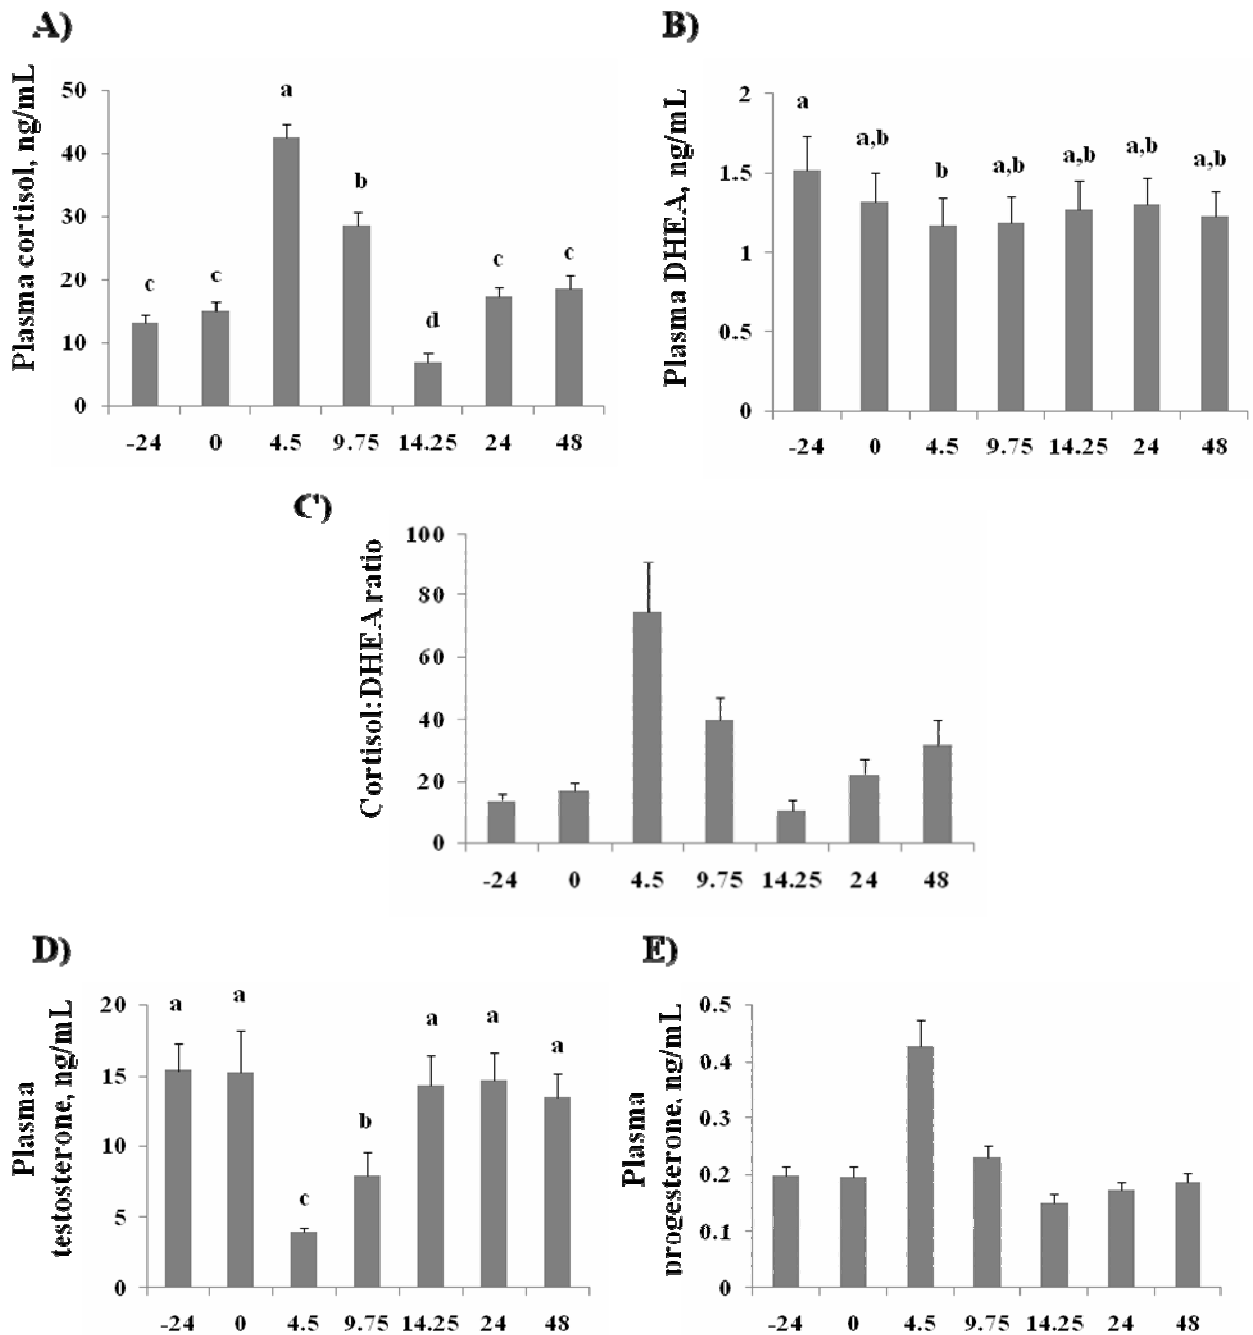 A)
Plasma cortisol, ng/mL
50
40
30
20
10
0
c
c
a
b
d
c
c
-24 0 4.5 9.75 14.25 24 48
B)
Plasma DHEA, ng/mL
2
1.5
1
0.5
0
a
a,b
b
a,b
a,b
a,b
a,b
-24 0 4.5 9.75 14.25 24 48
C)
Cortisol:DHEA ratio
100
80
60
40
20
0
-24 0 4.5 9.75 14.25 24 48
D)
Plasma
testosterone, ng/mL
20
15
10
5
0
a
a
c
b
a
a
a
-24 0 4.5 9.75 14.25 24 48
E)
Plasma
progesterone, ng/mL
0.5
0.4
0.3
0.2
0.1
0
-24 0 4.5 9.75 14.25 24 48